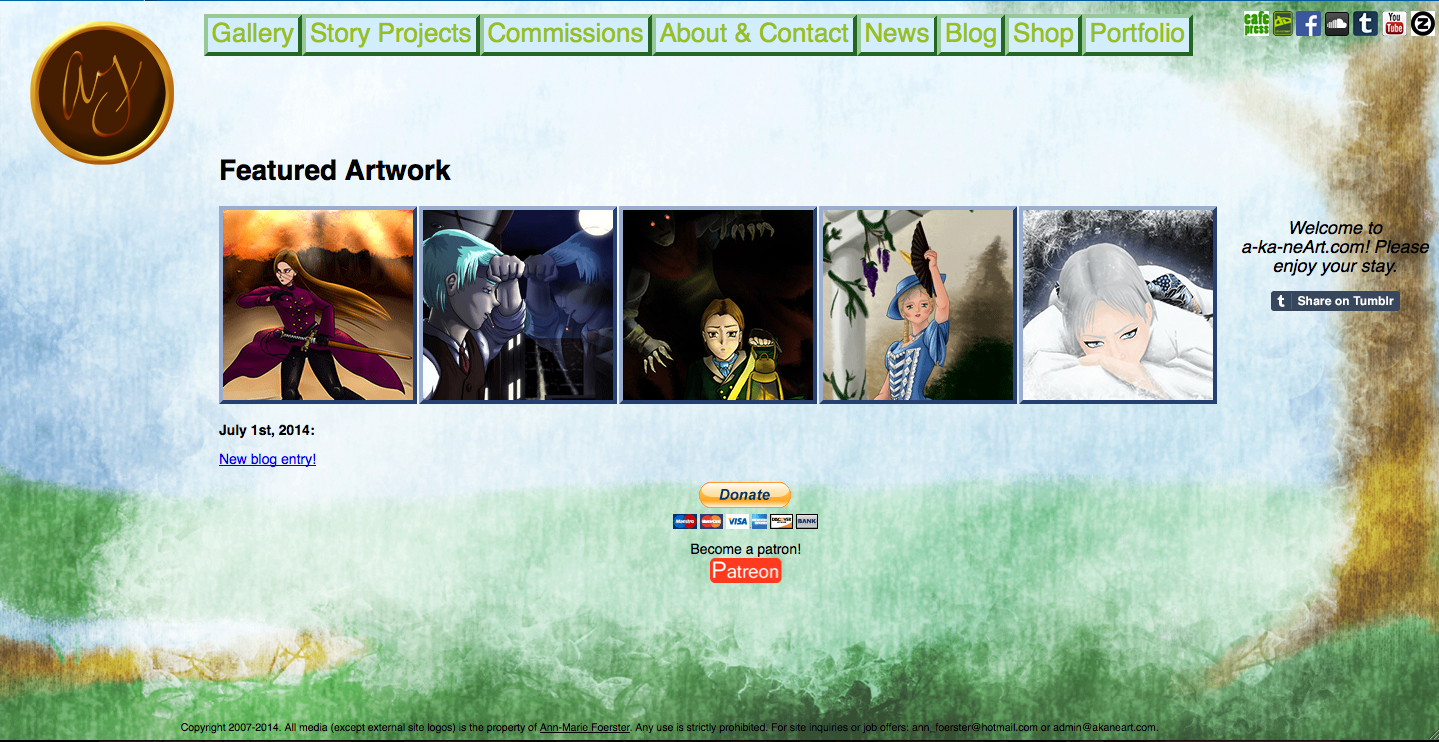 Gallery Story Projects Commissions About & Contact News Blog Shop Portfolio
cafe press
You Tube
Featured Artwork
Welcome to
a-ka-neArt.com! Please
enjoy your stay.
t Share on Tumblr
July 1st, 2014:
New blog entry!
Donate
Maestro MasterCard VISA DISCOVER BANK
Become a patron!
Patreon
Copyright 2007-2014. All media (except external site logos) is the property of Ann-Marie Foerster. Any use is strictly prohibited. For site inquiries or job offers: ann_foerster@hotmail.com or admin@akaneart.com.